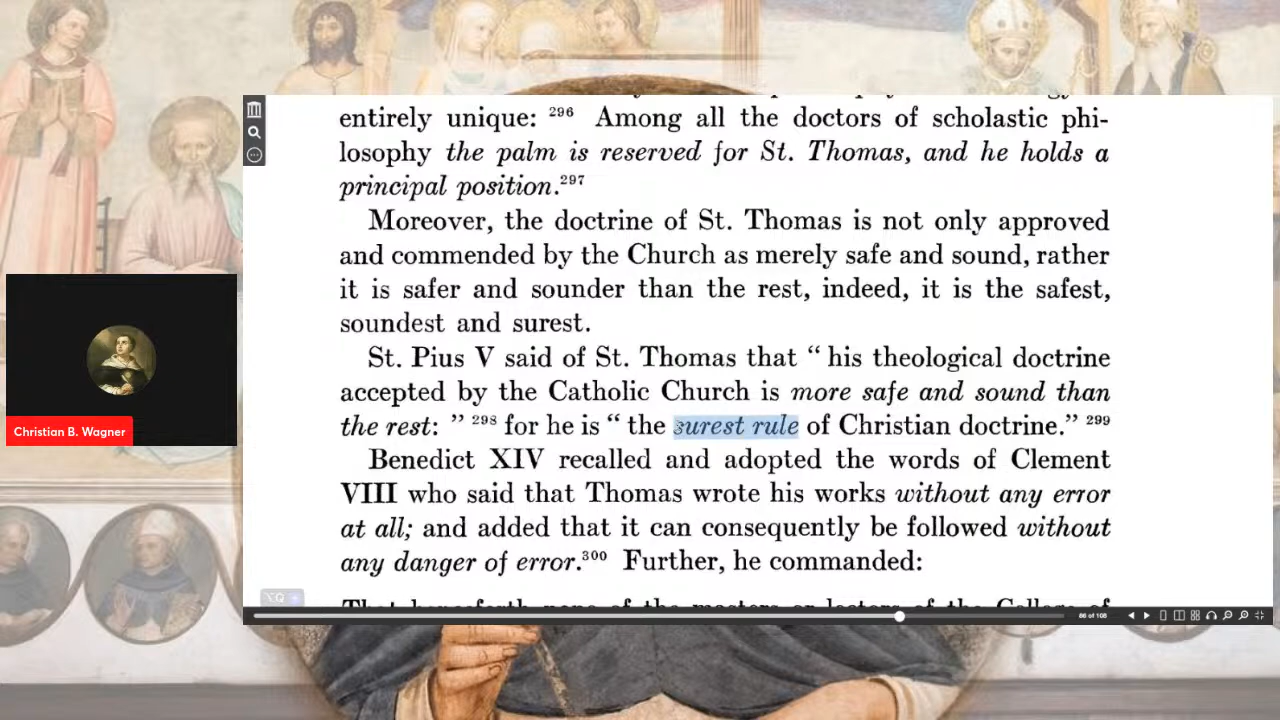 entirely unique: 296 Among all the doctors of scholastic phi-
losophy the palm is reserved for St. Thomas, and he holds a
principal position.297
Moreover, the doctrine of St. Thomas is not only approved
and commended by the Church as merely safe and sound, rather
it is safer and sounder than the rest, indeed, it is the safest,
soundest and surest.
St. Pius V said of St. Thomas that “ his theological doctrine
accepted by the Catholic Church is more safe and sound than
the rest: ” 298 for he is “ the surest rule of Christian doctrine.” 299
Benedict XIV recalled and adopted the words of Clement
VIII who said that Thomas wrote his works without any error
at all; and added that it can consequently be followed without
any danger of error.300 Further, he commanded:
Christian B. Wagner
86 of 108